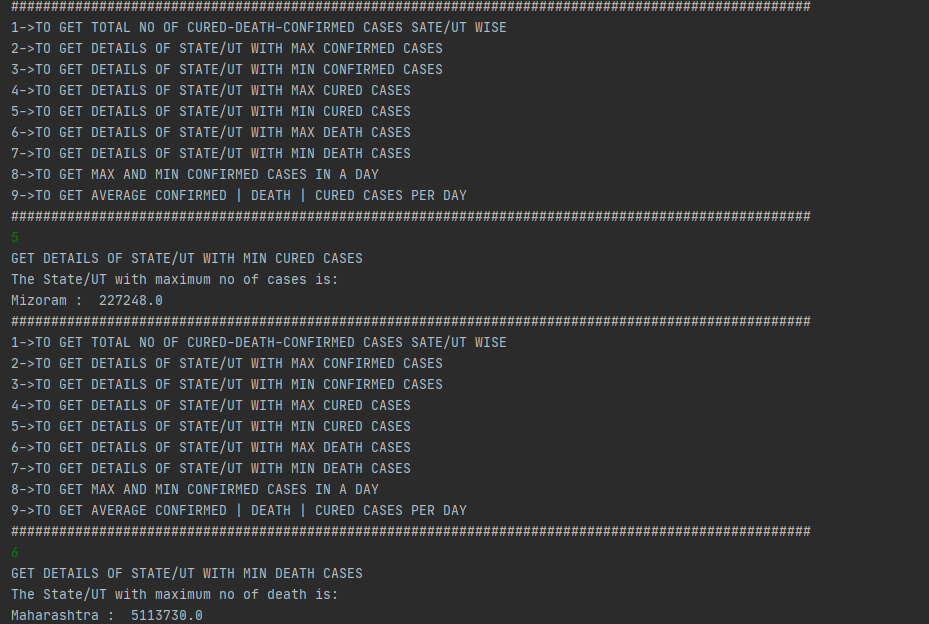 ####################################################################################################
1->TO GET TOTAL NO OF CURED-DEATH-CONFIRMED CASES SATE/UT WISE
2->TO GET DETAILS OF STATE/UT WITH MAX CONFIRMED CASES
3->TO GET DETAILS OF STATE/UT WITH MIN CONFIRMED CASES
4->TO GET DETAILS OF STATE/UT WITH MAX CURED CASES
5->TO GET DETAILS OF STATE/UT WITH MIN CURED CASES
6->TO GET DETAILS OF STATE/UT WITH MAX DEATH CASES
7->TO GET DETAILS OF STATE/UT WITH MIN DEATH CASES
8->TO GET MAX AND MIN CONFIRMED CASES IN A DAY
9->TO GET AVERAGE CONFIRMED | DEATH | CURED CASES PER DAY
####################################################################################################
5
GET DETAILS OF STATE/UT WITH MIN CURED CASES
The State/UT with maximum no of cases is:
Mizoram :  227248.0
####################################################################################################
1->TO GET TOTAL NO OF CURED-DEATH-CONFIRMED CASES SATE/UT WISE
2->TO GET DETAILS OF STATE/UT WITH MAX CONFIRMED CASES
3->TO GET DETAILS OF STATE/UT WITH MIN CONFIRMED CASES
4->TO GET DETAILS OF STATE/UT WITH MAX CURED CASES
5->TO GET DETAILS OF STATE/UT WITH MIN CURED CASES
6->TO GET DETAILS OF STATE/UT WITH MAX DEATH CASES
7->TO GET DETAILS OF STATE/UT WITH MIN DEATH CASES
8->TO GET MAX AND MIN CONFIRMED CASES IN A DAY
9->TO GET AVERAGE CONFIRMED | DEATH | CURED CASES PER DAY
####################################################################################################
6
GET DETAILS OF STATE/UT WITH MIN DEATH CASES
The State/UT with maximum no of death is:
Maharashtra :  5113730.0